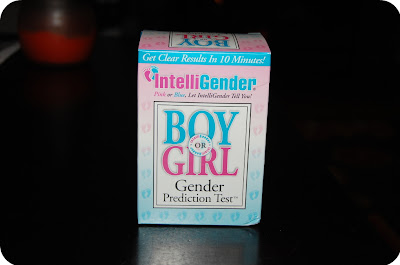 Get Clear Results In 10 Minutes!
IntelliGender
Pink or Blue, Let IntelliGender Tell You!
BOY
OR
GIRL
Gender
Prediction Test™